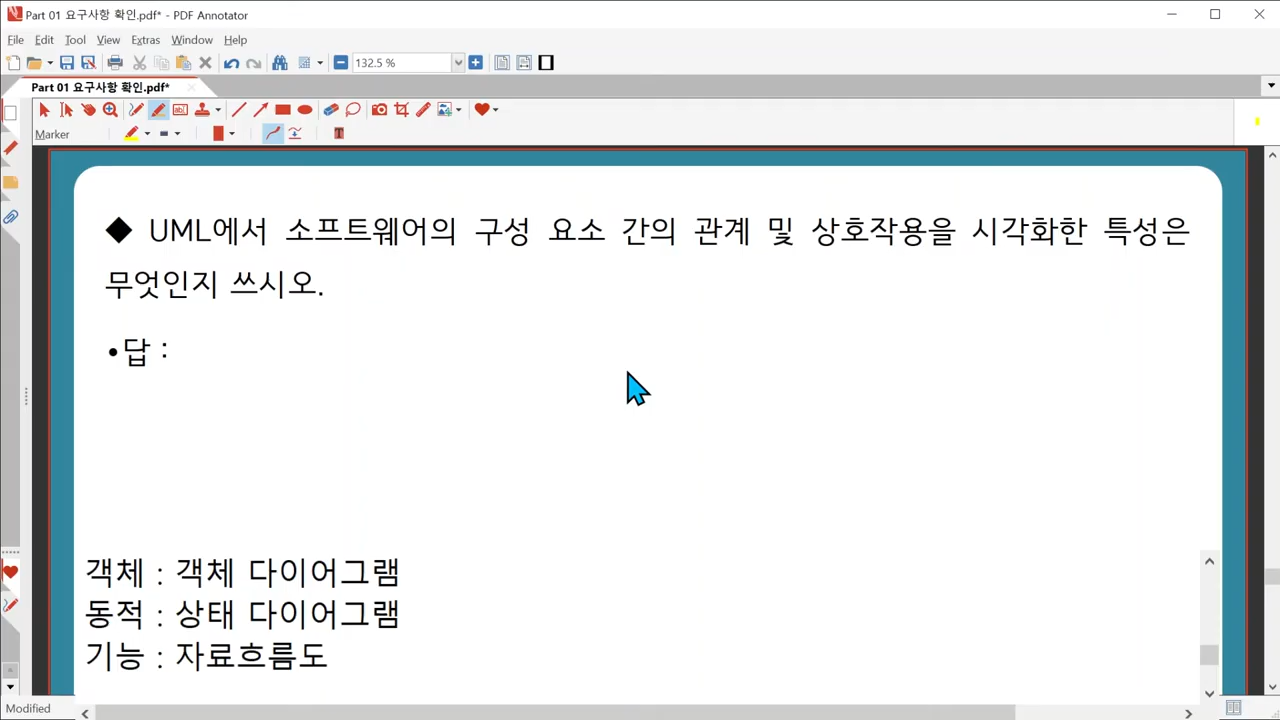 Part 01 요구사항 확인.pdf* - PDF Annotator
File Edit Tool View Extras Window Help
132.5 %
Part 01 요구사항 확인.pdf*
Marker
◆ UML에서 소프트웨어의 구성 요소 간의 관계 및 상호작용을 시각화한 특성은
무엇인지 쓰시오.
•답 :
객체 : 객체 다이어그램
동적 : 상태 다이어그램
기능 : 자료흐름도
Modified